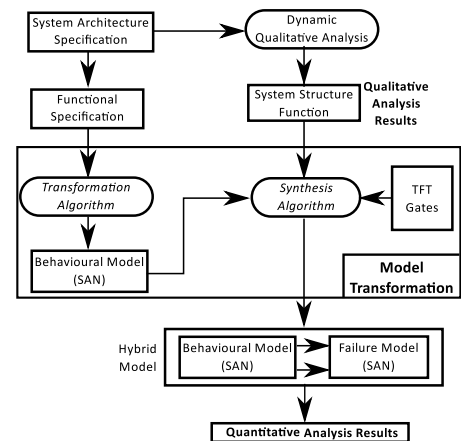 System Architecture
Specification
Dynamic
Qualitative Analysis
Functional
Specification
System Structure
Function
Qualitative
Analysis
Results
Transformation
Algorithm
Synthesis
Algorithm
TFT
Gates
Behavioural Model
(SAN)
Model
Transformation
Hybrid
Model
Behavioural Model
(SAN)
Failure Model
(SAN)
Quantitative Analysis Results